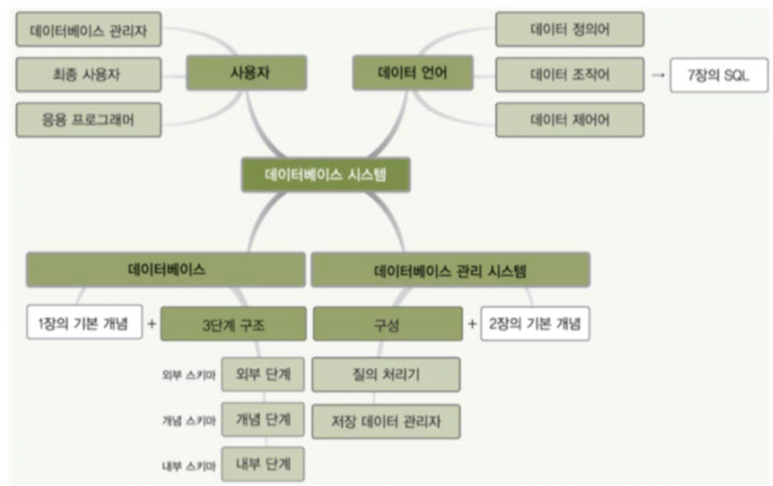 데이터베이스 관리자
데이터 정의어
최종 사용자
사용자
데이터 언어
데이터 조작어
→
7장의 SQL
응용 프로그래머
데이터 제어어
데이터베이스 시스템
데이터베이스
데이터베이스 관리 시스템
1장의 기본 개념
+
3단계 구조
구성
+
2장의 기본 개념
외부 스키마
외부 단계
질의 처리기
개념 스키마
개념 단계
저장 데이터 관리자
내부 스키마
내부 단계